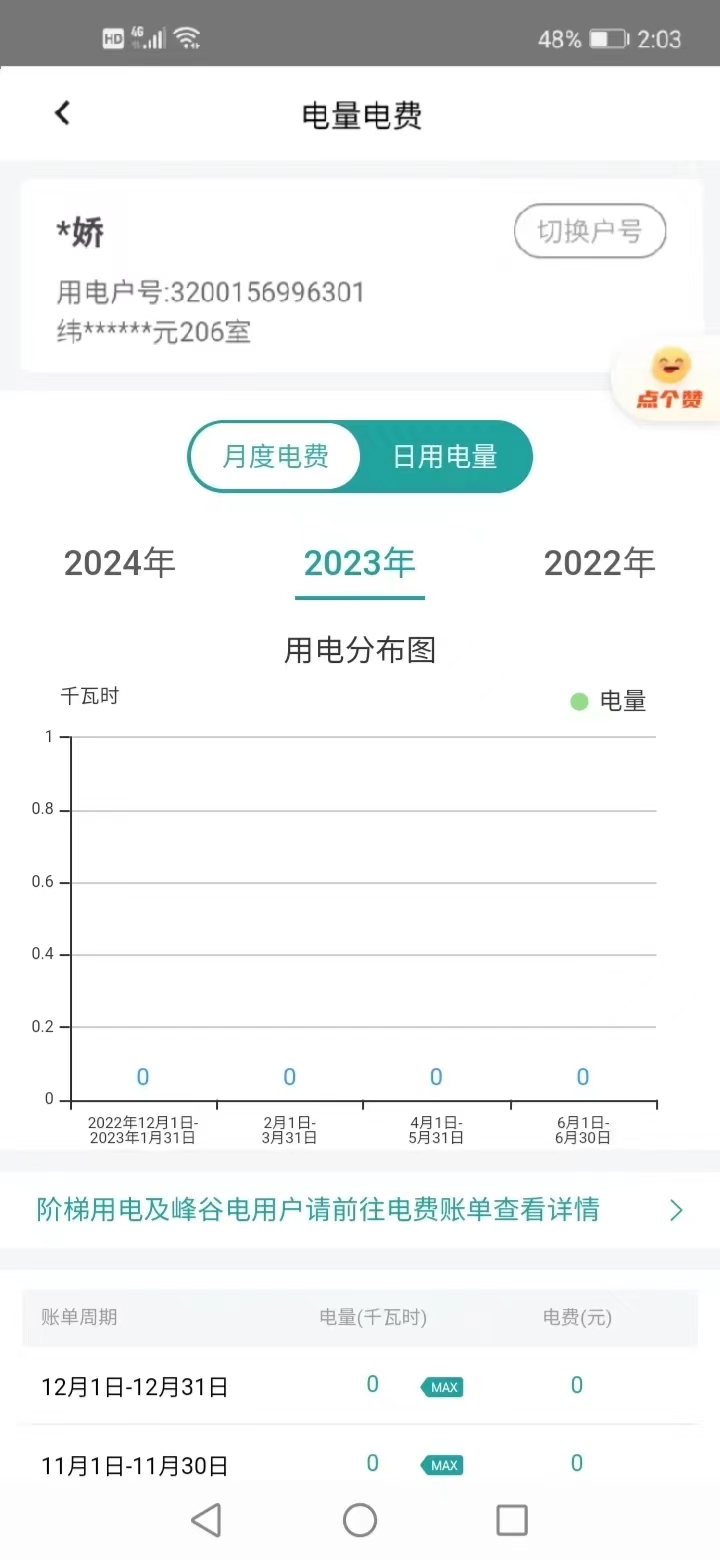 HD 4G 48% 2:03
电量电费
*娇
切换户号
用电户号:3200156996301
纬******元206室
点个赞
月度电费 日用电量
2024年 2023年 2022年
用电分布图
千瓦时 电量
1
0.8
0.6
0.4
0.2
0 0 0 0
0
2022年12月1日- 2月1日- 4月1日- 6月1日-
2023年1月31日 3月31日 5月31日 6月30日
阶梯用电及峰谷电用户请前往电费账单查看详情
账单周期 电量(千瓦时) 电费(元)
12月1日-12月31日 0 MAX 0
11月1日-11月30日 0 MAX 0